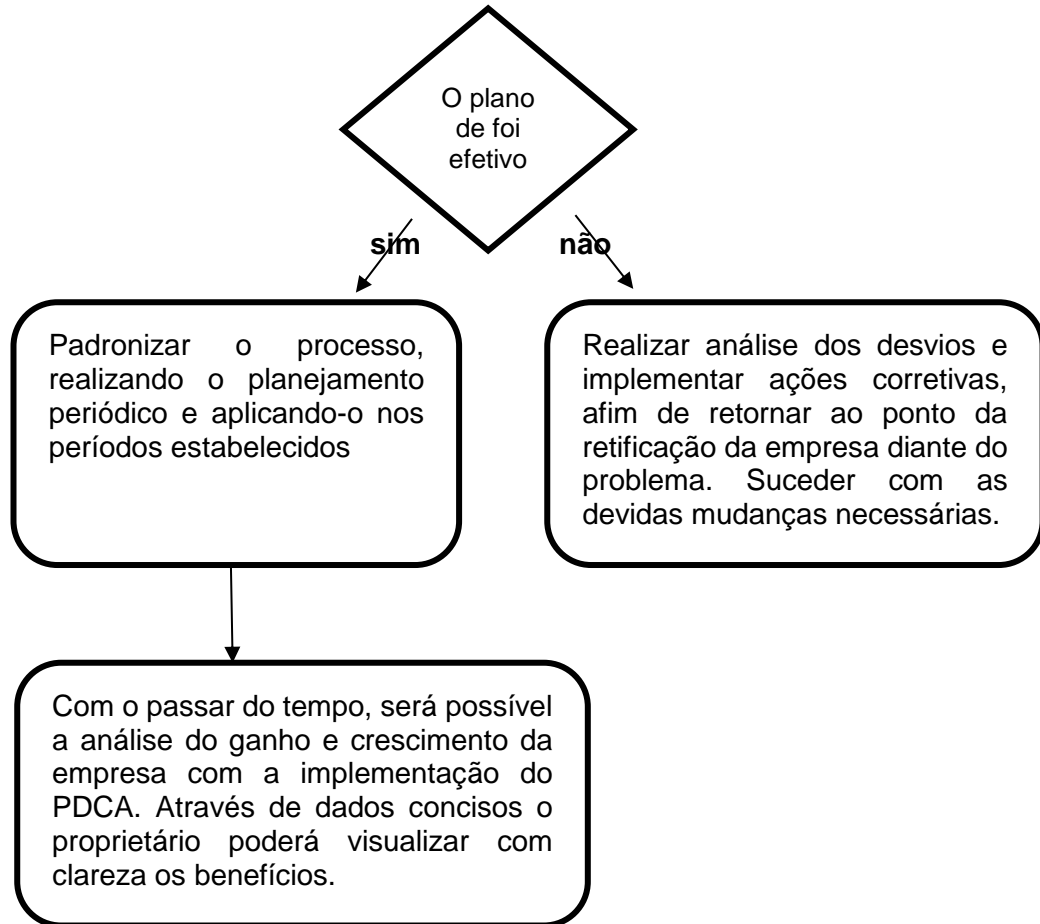 O plano
de foi
efetivo
sim
não
Padronizar o processo,
realizando o planejamento
periódico e aplicando-o nos
períodos estabelecidos
Realizar análise dos desvios e
implementar ações corretivas,
afim de retornar ao ponto da
retificação da empresa diante do
problema. Suceder com as
devidas mudanças necessárias.
Com o passar do tempo, será possível
a análise do ganho e crescimento da
empresa com a implementação do
PDCA. Através de dados concisos o
proprietário poderá visualizar com
clareza os benefícios.